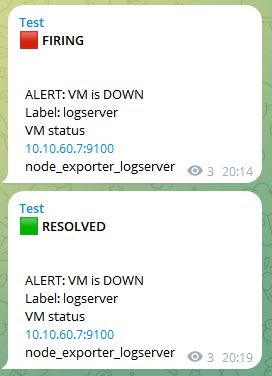 Test
🟥 FIRING
ALERT: VM is DOWN
Label: logserver
VM status
10.10.60.7:9100
node_exporter_logserver 3 20:14
Test
🟩 RESOLVED
ALERT: VM is DOWN
Label: logserver
VM status
10.10.60.7:9100
node_exporter_logserver 3 20:19